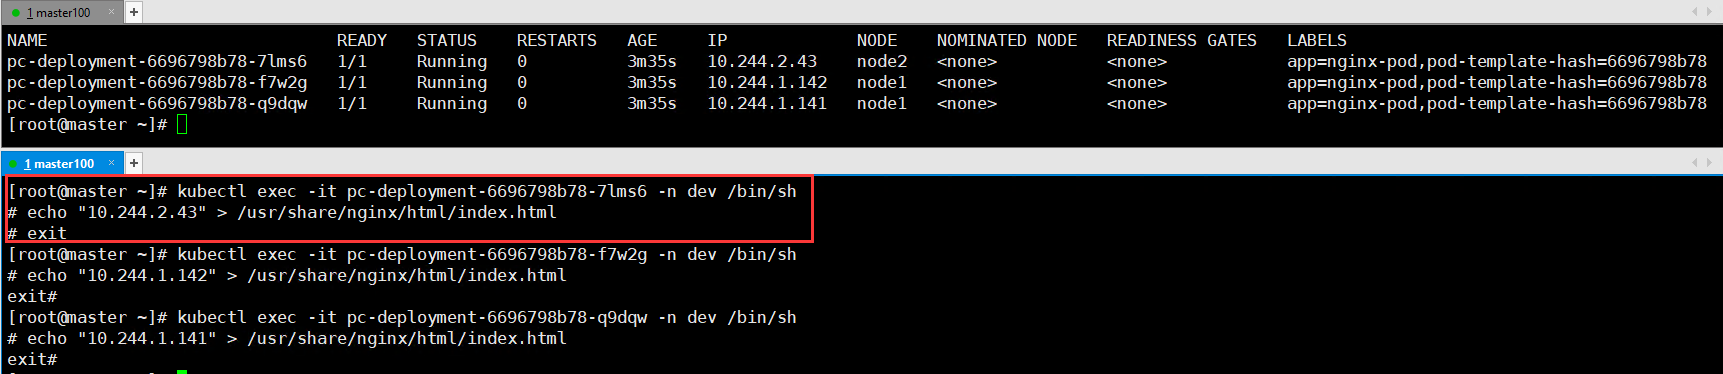 1 master100 × +
NAME READY STATUS RESTARTS AGE IP NODE NOMINATED NODE READINESS GATES LABELS
pc-deployment-6696798b78-7lms6 1/1 Running 0 3m35s 10.244.2.43 node2 <none> <none> app=nginx-pod,pod-template-hash=6696798b78
pc-deployment-6696798b78-f7w2g 1/1 Running 0 3m35s 10.244.1.142 node1 <none> <none> app=nginx-pod,pod-template-hash=6696798b78
pc-deployment-6696798b78-q9dqw 1/1 Running 0 3m35s 10.244.1.141 node1 <none> <none> app=nginx-pod,pod-template-hash=6696798b78
[root@master ~]#
1 master100 × +
[root@master ~]# kubectl exec -it pc-deployment-6696798b78-7lms6 -n dev /bin/sh
# echo "10.244.2.43" > /usr/share/nginx/html/index.html
# exit
[root@master ~]# kubectl exec -it pc-deployment-6696798b78-f7w2g -n dev /bin/sh
# echo "10.244.1.142" > /usr/share/nginx/html/index.html
exit#
[root@master ~]# kubectl exec -it pc-deployment-6696798b78-q9dqw -n dev /bin/sh
# echo "10.244.1.141" > /usr/share/nginx/html/index.html
exit#